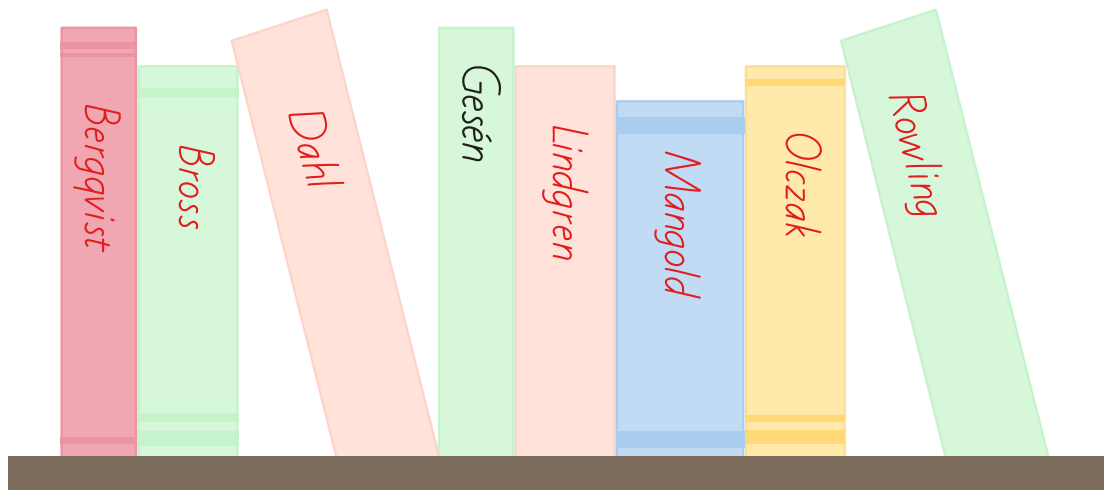 Bergqvist
Bross
Dahl
Gesén
Lindgren
Mangold
Olczak
Rowling